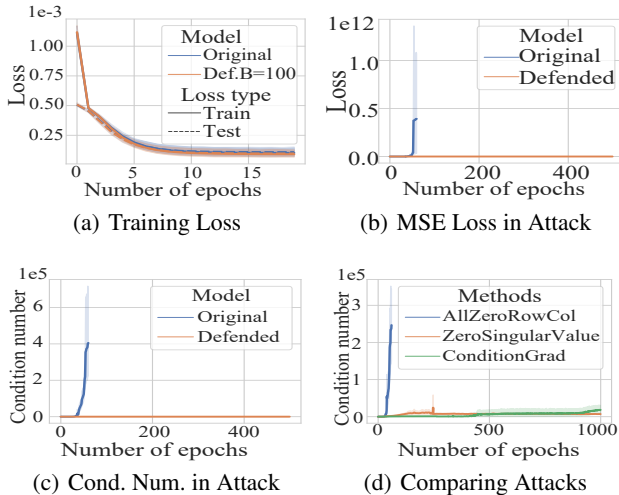 1e-3
1.00
0.75
0.50
0.25
Loss
Model
Original
Def.B=100
Loss type
Train
Test
0
5
10
15
Number of epochs
(a) Training Loss
1e12
1.0
0.5
0.0
Loss
Model
Original
Defended
0
200
400
Number of epochs
(b) MSE Loss in Attack
1e5
6
4
2
0
Condition number
Model
Original
Defended
0
200
400
Number of epochs
(c) Cond. Num. in Attack
1e5
3
2
1
0
Condition number
Methods
AllZeroRowCol
ZeroSingularValue
ConditionGrad
0
500
1000
Number of epochs
(d) Comparing Attacks